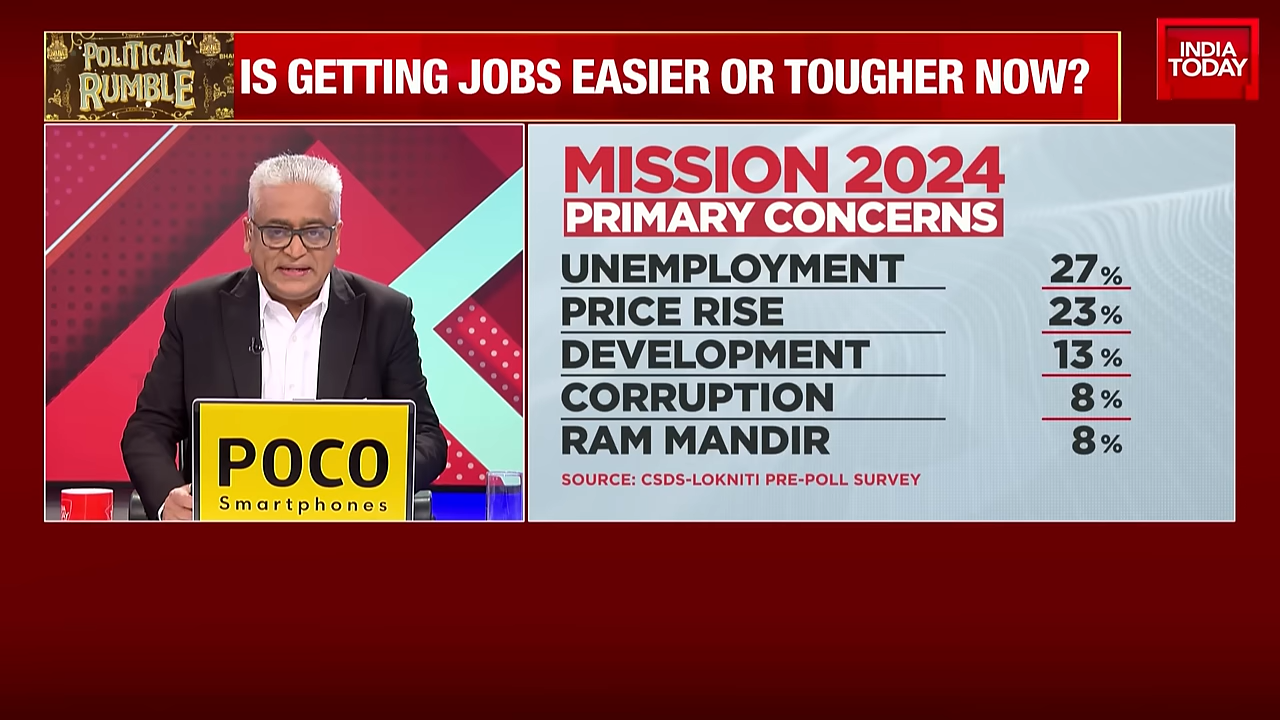 POLITICAL
RUMBLE
IS GETTING JOBS EASIER OR TOUGHER NOW?
INDIA
TODAY
MISSION 2024
PRIMARY CONCERNS
UNEMPLOYMENT 27%
PRICE RISE 23%
DEVELOPMENT 13%
CORRUPTION 8%
RAM MANDIR 8%
SOURCE: CSDS-LOKNITI PRE-POLL SURVEY
POCO
Smartphones